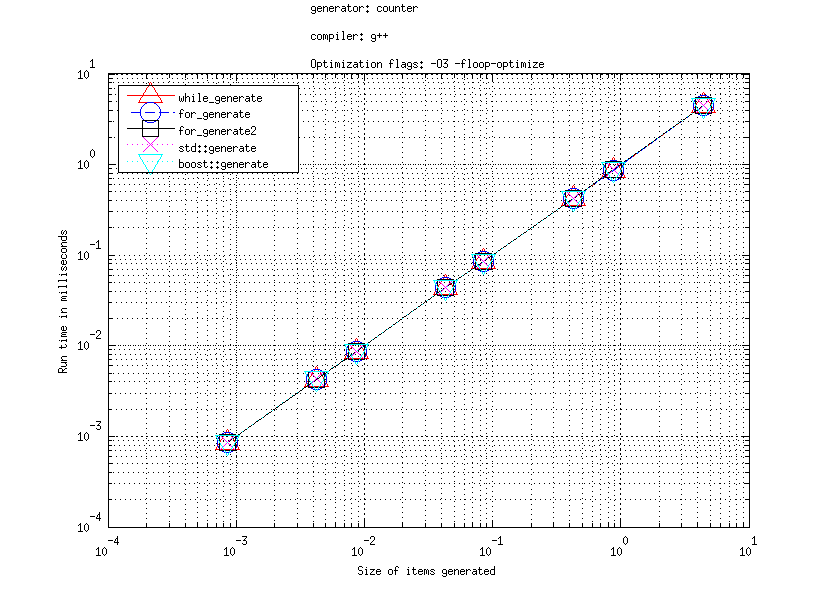 generator: counter
compiler: g++
Optimization flags: -O3 -floop-optimize
10^1
while_generate
for_generate
for_generate2
std::generate
boost::generate
10^0
10^-1
10^-2
10^-3
10^-4
Run time in milliseconds
10^-4 10^-3 10^-2 10^-1 10^0 10^1
Size of items generated